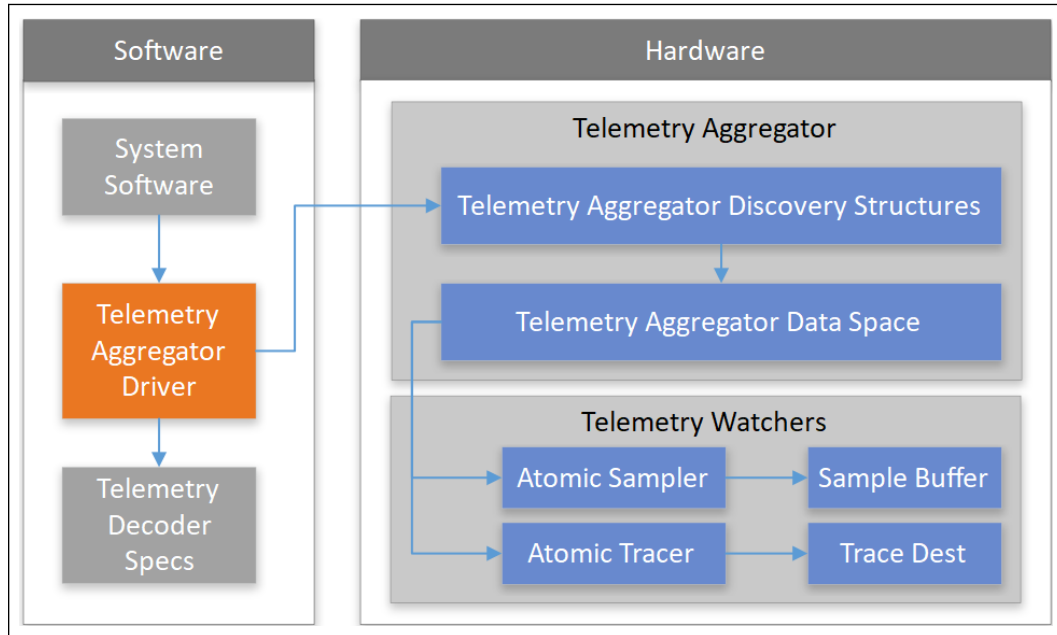 Software
System
Software
Telemetry
Aggregator
Driver
Telemetry
Decoder
Specs
Hardware
Telemetry Aggregator
Telemetry Aggregator Discovery Structures
Telemetry Aggregator Data Space
Telemetry Watchers
Atomic Sampler
Sample Buffer
Atomic Tracer
Trace Dest